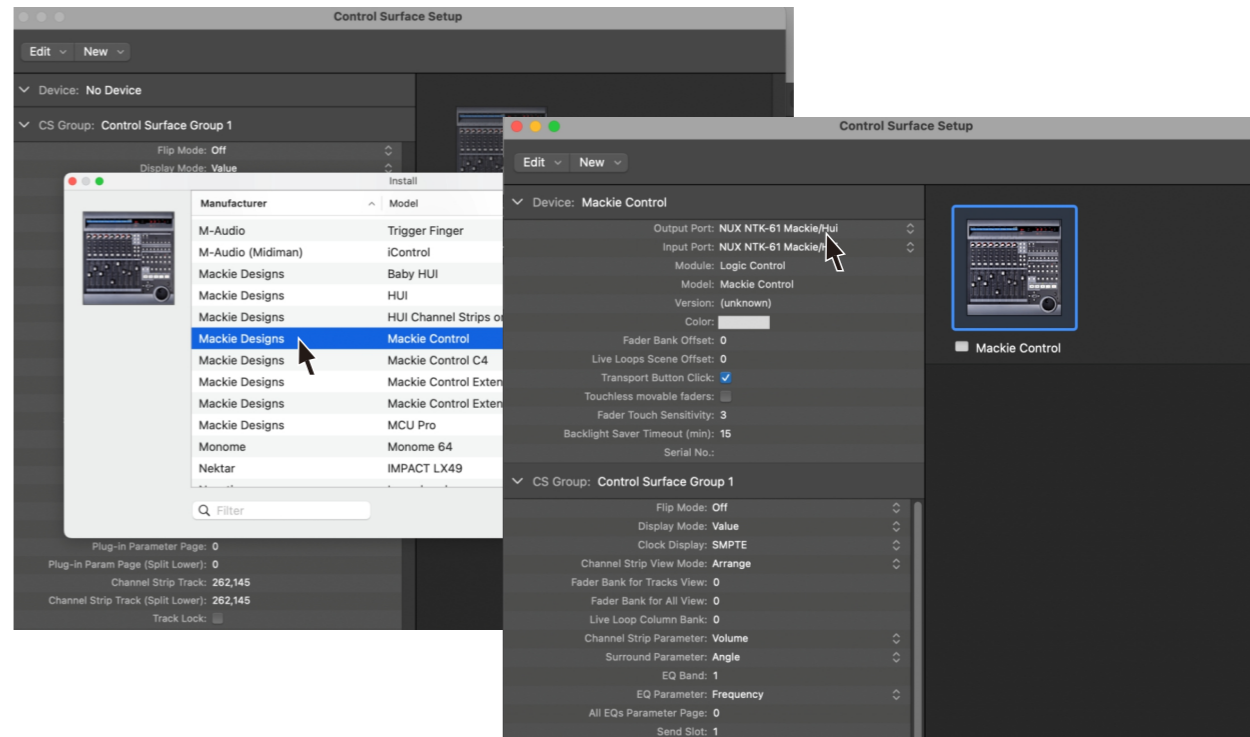 Control Surface Setup
Edit New
Device: No Device
CS Group: Control Surface Group 1
Flip Mode: Off
Display Mode: Value
Install
Manufacturer Model
M-Audio Trigger Finger
M-Audio (Midiman) iControl
Mackie Designs Baby HUI
Mackie Designs HUI
Mackie Designs HUI Channel Strips
Mackie Designs Mackie Control
Mackie Designs Mackie Control C4
Mackie Designs Mackie Control Exten
Mackie Designs Mackie Control Exten
Mackie Designs MCU Pro
Monome Monome 64
Nektar IMPACT LX49
Filter
Plug-in Parameter Page: 0
Plug-in Param Page (Split Lower): 0
Channel Strip Track: 262,145
Channel Strip Track (Split Lower): 262,145
Track Lock:
Control Surface Setup
Edit New
Device: Mackie Control
Output Port: NUX NTK-61 Mackie/Hui
Input Port: NUX NTK-61
Module: Logic Control
Model: Mackie Control
Version: (unknown)
Color:
Fader Bank Offset: 0
Live Loops Scene Offset: 0
Transport Button Click:
Touchless movable faders:
Fader Touch Sensitivity: 3
Backlight Saver Timeout (min): 15
Serial No.:
CS Group: Control Surface Group 1
Flip Mode: Off
Display Mode: Value
Clock Display: SMPTE
Channel Strip View Mode: Arrange
Fader Bank for Tracks View: 0
Fader Bank for All View: 0
Live Loop Column Bank: 0
Channel Strip Parameter: Volume
Surround Parameter: Angle
EQ Band: 1
EQ Parameter: Frequency
All EQs Parameter Page: 0
Send Slot: 1
Mackie Control